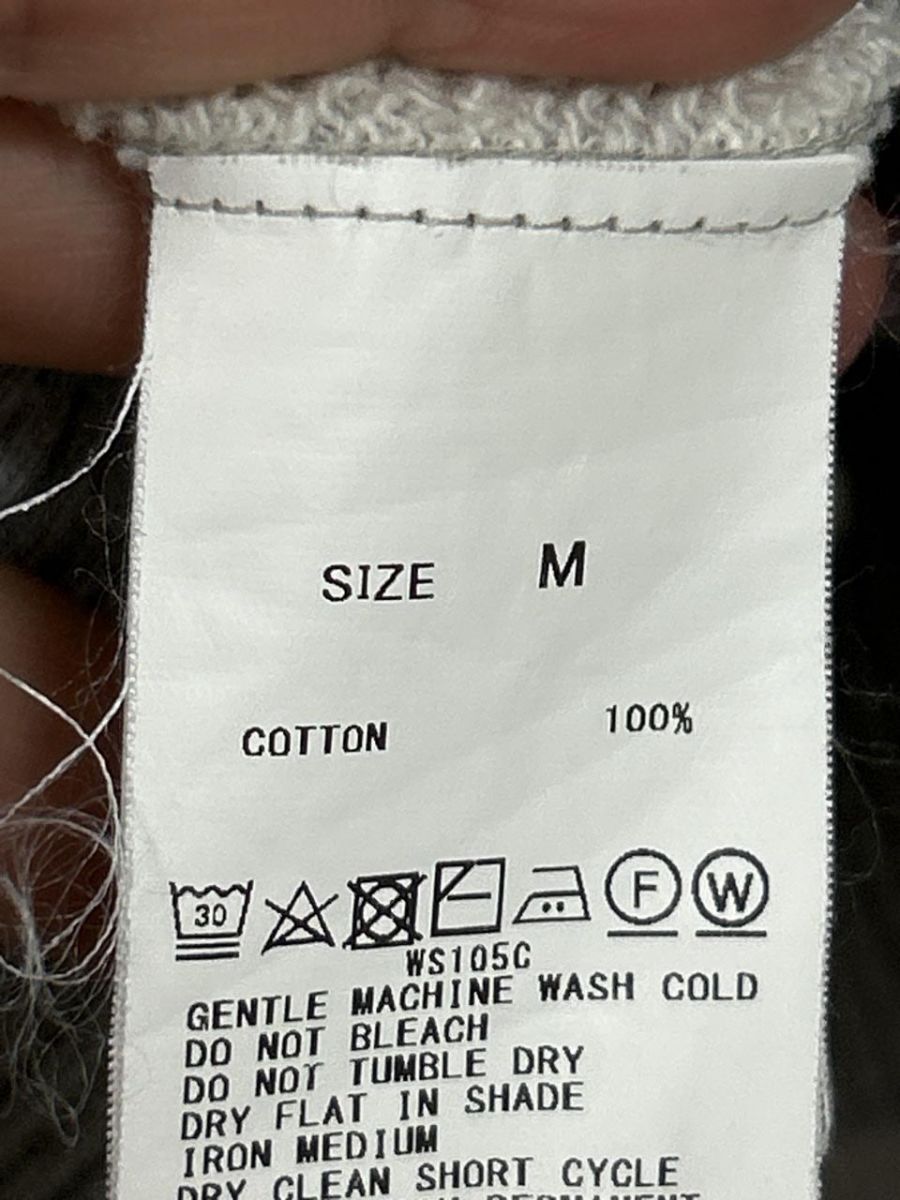 SIZE M
COTTON 100%
30 F W
WS105C
GENTLE MACHINE WASH COLD
DO NOT BLEACH
DO NOT TUMBLE DRY
DRY FLAT IN SHADE
IRON MEDIUM
DRY CLEAN SHORT CYCLE